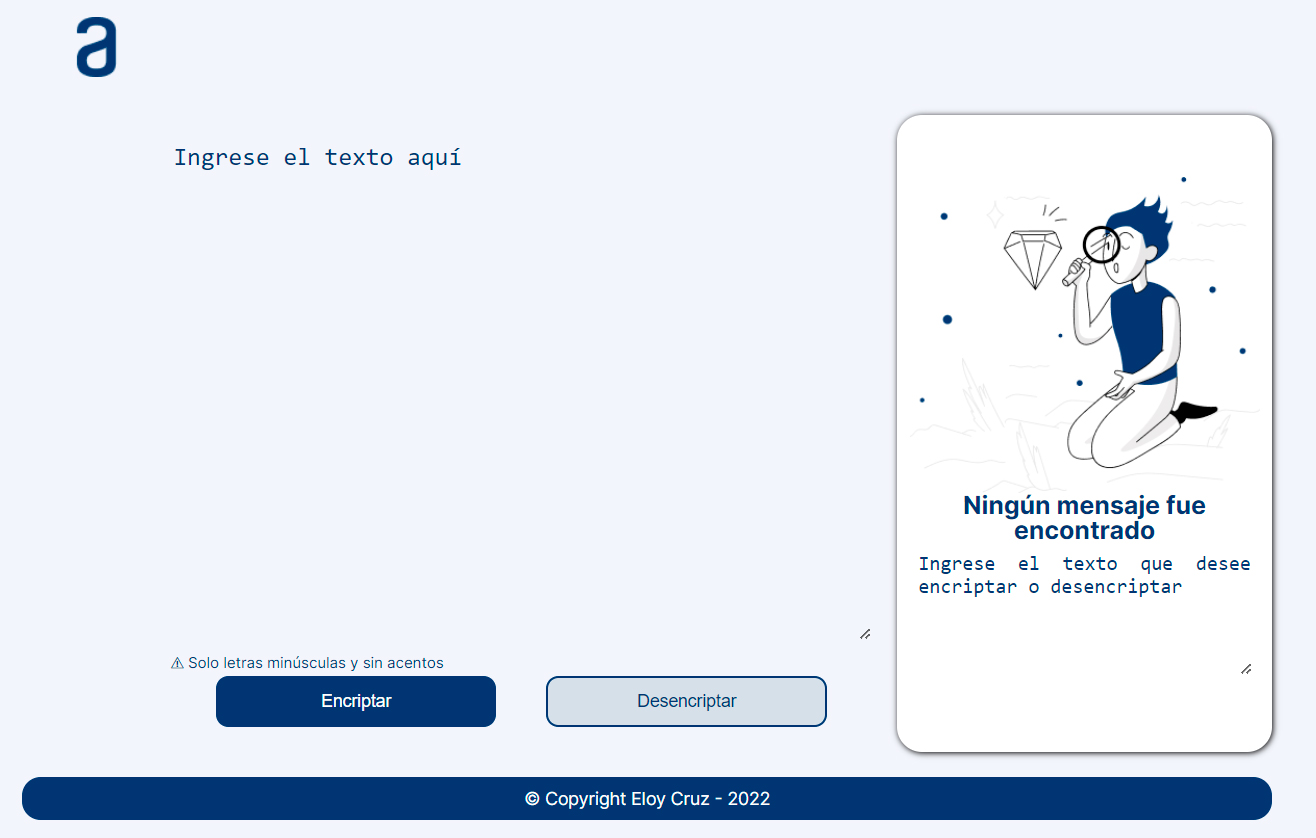 a
Ingrese el texto aquí
Ningún mensaje fue
encontrado
Ingrese el texto que desee
encriptar o desencriptar
⚠ Solo letras minúsculas y sin acentos
Encriptar
Desencriptar
© Copyright Eloy Cruz - 2022